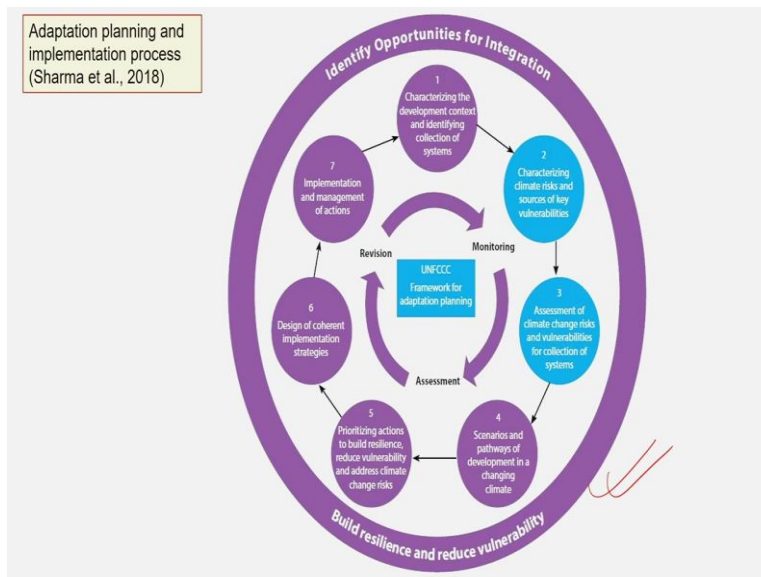 Adaptation planning and
implementation process
(Sharma et al., 2018)
Identify Opportunities for Integration
1
Characterizing the
development context
and identifying
collection of
systems
2
Characterizing
climate risks and
sources of key
vulnerabilities
3
Assessment of
climate change risks
and vulnerabilities
for collection of
systems
4
Scenarios and
pathways of
development in a
changing
climate
5
Prioritizing actions
to build resilience,
reduce vulnerability
and address climate
change risks
6
Design of coherent
implementation
strategies
7
Implementation
and management
of actions
Revision
Monitoring
Assessment
UNFCCC
Framework for
adaptation planning
Build resilience and reduce vulnerability